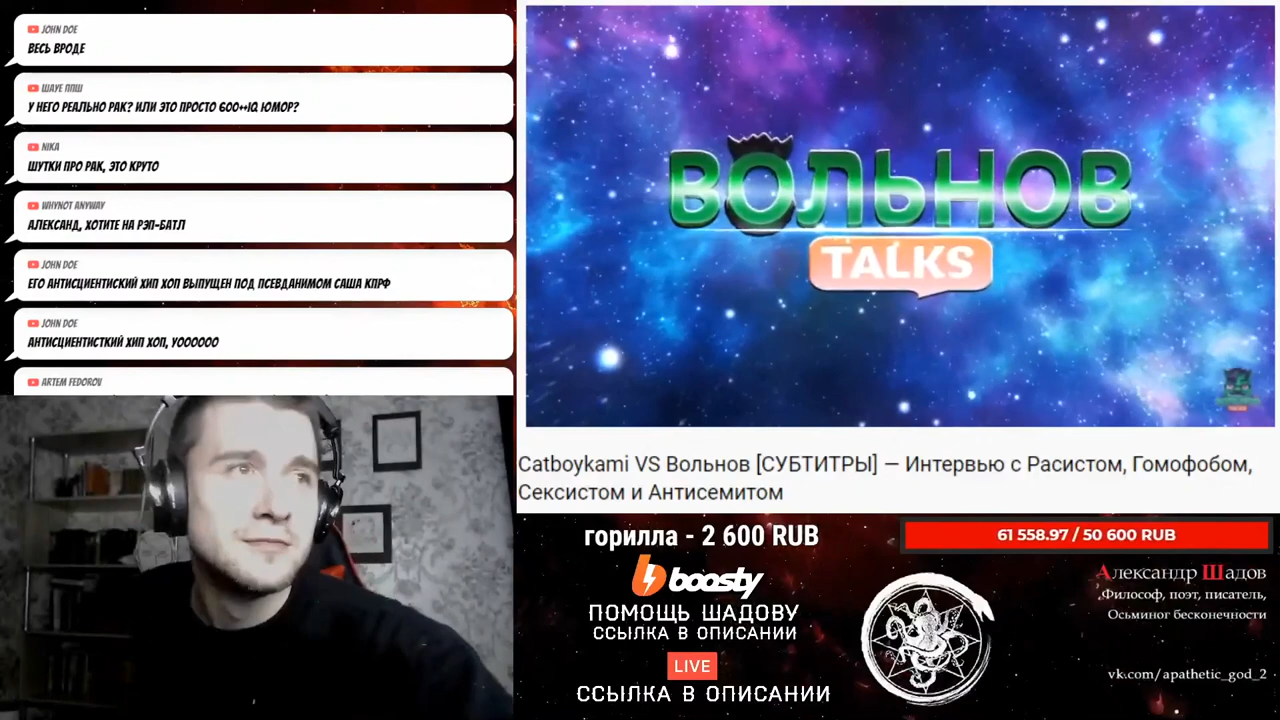 JOHN DOE
ВЕСЬ ВРОДЕ
ШАУЕ ППШ
У НЕГО РЕАЛЬНО РАК? ИЛИ ЭТО ПРОСТО 600++IQ ЮМОР?
NIKA
ШУТКИ ПРО РАК, ЭТО КРУТО
WHYNOT ANYWAY
АЛЕКСАНД, ХОТИТЕ НА РЭП-БАТЛ
JOHN DOE
ЕГО АНТИСЦИЕНТИСКИЙ ХИП ХОП ВЫПУЩЕН ПОД ПСЕВДАНИМОМ САША КПРФ
JOHN DOE
АНТИСЦИЕНТИСТКИЙ ХИП ХОП, YOOOOOO
ARTEM FEDOROV
ВОЛЬНОВ
TALKS
Catboykami VS Вольнов [СУБТИТРЫ] — Интервью с Расистом, Гомофобом,
Сексистом и Антисемитом
горилла - 2 600 RUB
61 558.97 / 50 600 RUB
boosty
ПОМОЩЬ ШАДОВУ
ССЫЛКА В ОПИСАНИИ
LIVE
ССЫЛКА В ОПИСАНИИ
Александр Шадов
Философ, поэт, писатель,
Осьминог бесконечности
vk.com/apathetic_god_2